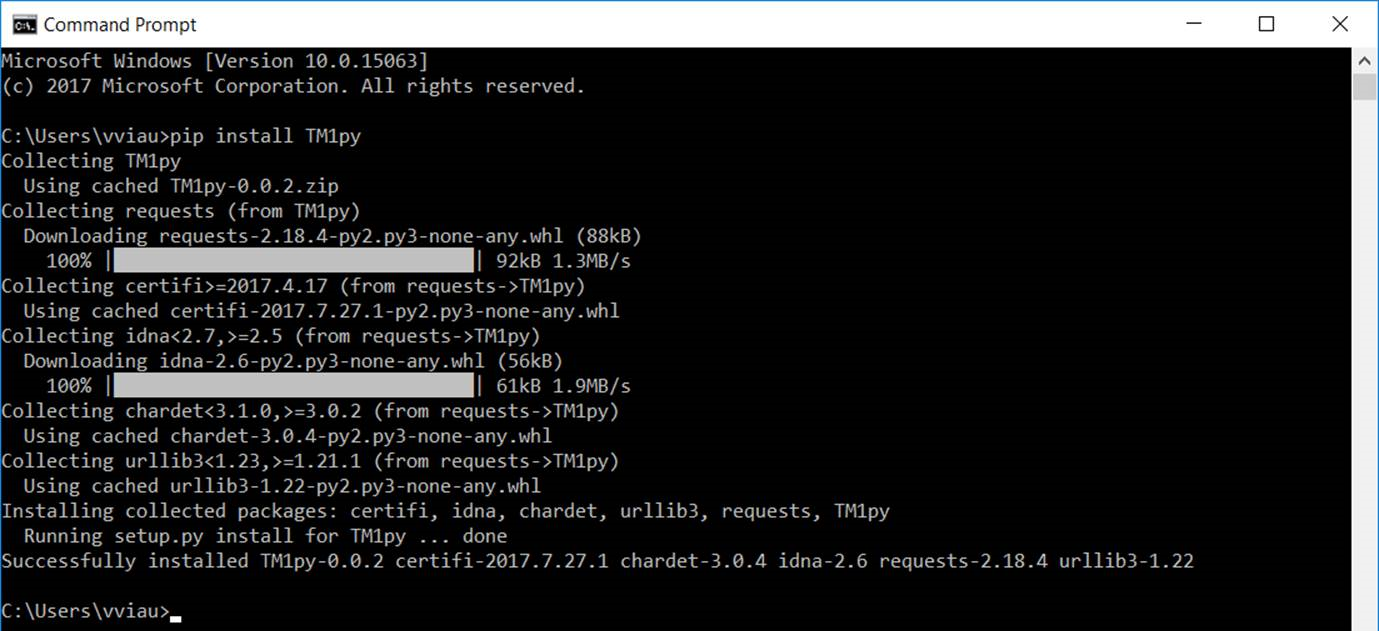 Command Prompt
Microsoft Windows [Version 10.0.15063]
(c) 2017 Microsoft Corporation. All rights reserved.
C:\Users\vviau>pip install TM1py
Collecting TM1py
  Using cached TM1py-0.0.2.zip
Collecting requests (from TM1py)
  Downloading requests-2.18.4-py2.py3-none-any.whl (88kB)
    100% || 92kB 1.3MB/s
Collecting certifi>=2017.4.17 (from requests->TM1py)
  Using cached certifi-2017.7.27.1-py2.py3-none-any.whl
Collecting idna<2.7,>=2.5 (from requests->TM1py)
  Downloading idna-2.6-py2.py3-none-any.whl (56kB)
    100% || 61kB 1.9MB/s
Collecting chardet<3.1.0,>=3.0.2 (from requests->TM1py)
  Using cached chardet-3.0.4-py2.py3-none-any.whl
Collecting urllib3<1.23,>=1.21.1 (from requests->TM1py)
  Using cached urllib3-1.22-py2.py3-none-any.whl
Installing collected packages: certifi, idna, chardet, urllib3, requests, TM1py
  Running setup.py install for TM1py ... done
Successfully installed TM1py-0.0.2 certifi-2017.7.27.1 chardet-3.0.4 idna-2.6 requests-2.18.4 urllib3-1.22
C:\Users\vviau>